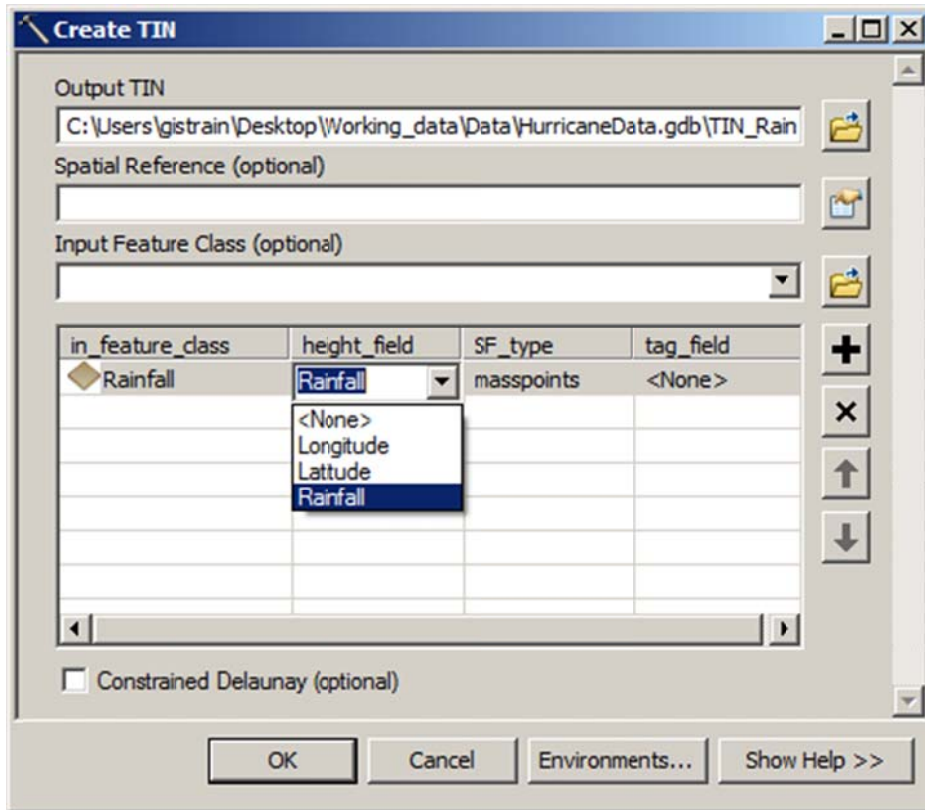 Create TIN
Output TIN
C:\Users\gistrain\Desktop\Working_data\Data\HurricaneData.gdb\TIN_Rain
Spatial Reference (optional)
Input Feature Class (optional)
in_feature_class height_field SF_type tag_field
Rainfall Rainfall masspoints <None>
<None>
Longitude
Lattude
Rainfall
Constrained Delaunay (optional)
OK Cancel Environments... Show Help >>